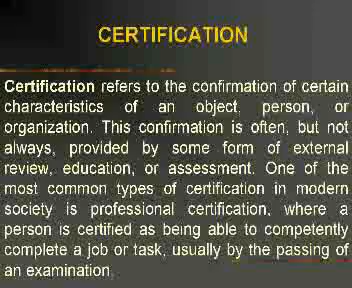 CERTIFICATION
Certification refers to the confirmation of certain
characteristics of an object, person, or
organization. This confirmation is often, but not
always, provided by some form of external
review, education, or assessment. One of the
most common types of certification in modern
society is professional certification, where a
person is certified as being able to competently
complete a job or task, usually by the passing of
an examination.